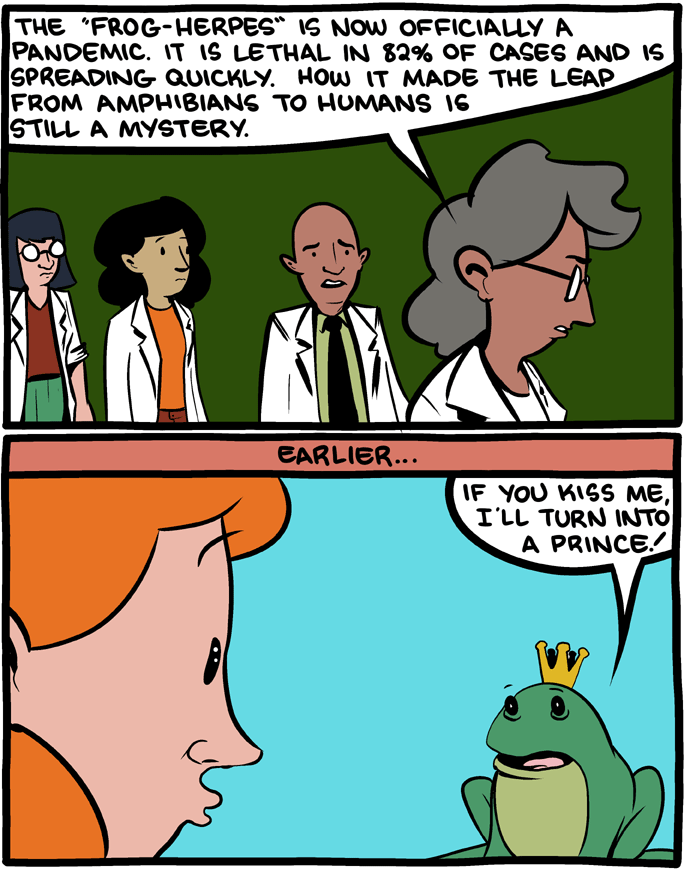 THE "FROG-HERPES" IS NOW OFFICIALLY A
PANDEMIC. IT IS LETHAL IN 82% OF CASES AND IS
SPREADING QUICKLY. HOW IT MADE THE LEAP
FROM AMPHIBIANS TO HUMANS IS
STILL A MYSTERY.
EARLIER...
IF YOU KISS ME,
I'LL TURN INTO
A PRINCE!